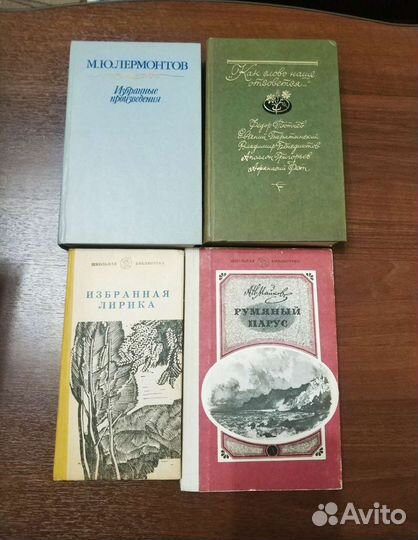 М.Ю.ЛЕРМОНТОВ
Избранные
произведения
Как слово наше
отзовется...
Федор Тютчев
Евгений Баратынский
Владимир Бенедиктов
Аполлон Григорьев
Афанасий Фет
ШКОЛЬНАЯ БИБЛИОТЕКА
ИЗБРАННАЯ
ЛИРИКА
ШКОЛЬНАЯ БИБЛИОТЕКА
А.Н. Майков
РУМЯНЫЙ
ПАРУС
Avito